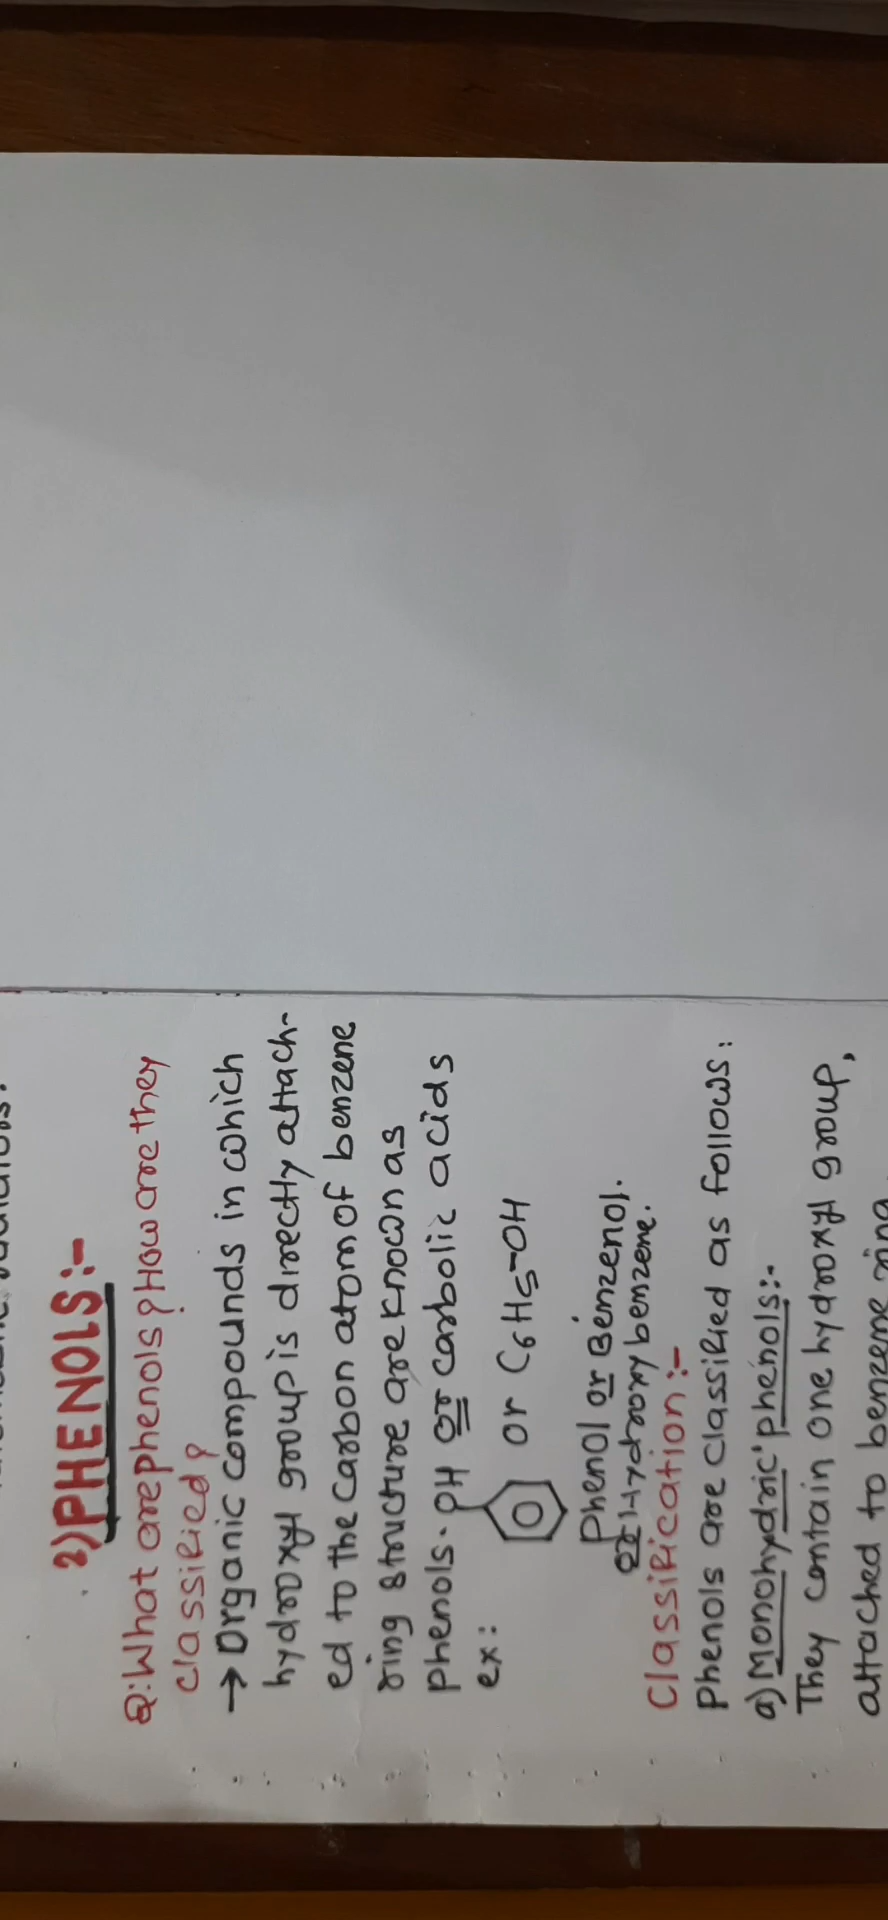 2) PHENOLS:-
Q: What are phenols? How are they
classified?
→ Organic compounds in which
hydroxyl group is directly attach-
ed to the carbon atom of benzene
ring structure are known as
phenols. or carbolic acids
OH
ex: or C6H5-OH
Phenol or Benzenol.
or Hydroxy benzene.
Classification:-
Phenols are classified as follows:
a) Monohydric phenols:-
They contain one hydroxyl group,
attached to benzene ring